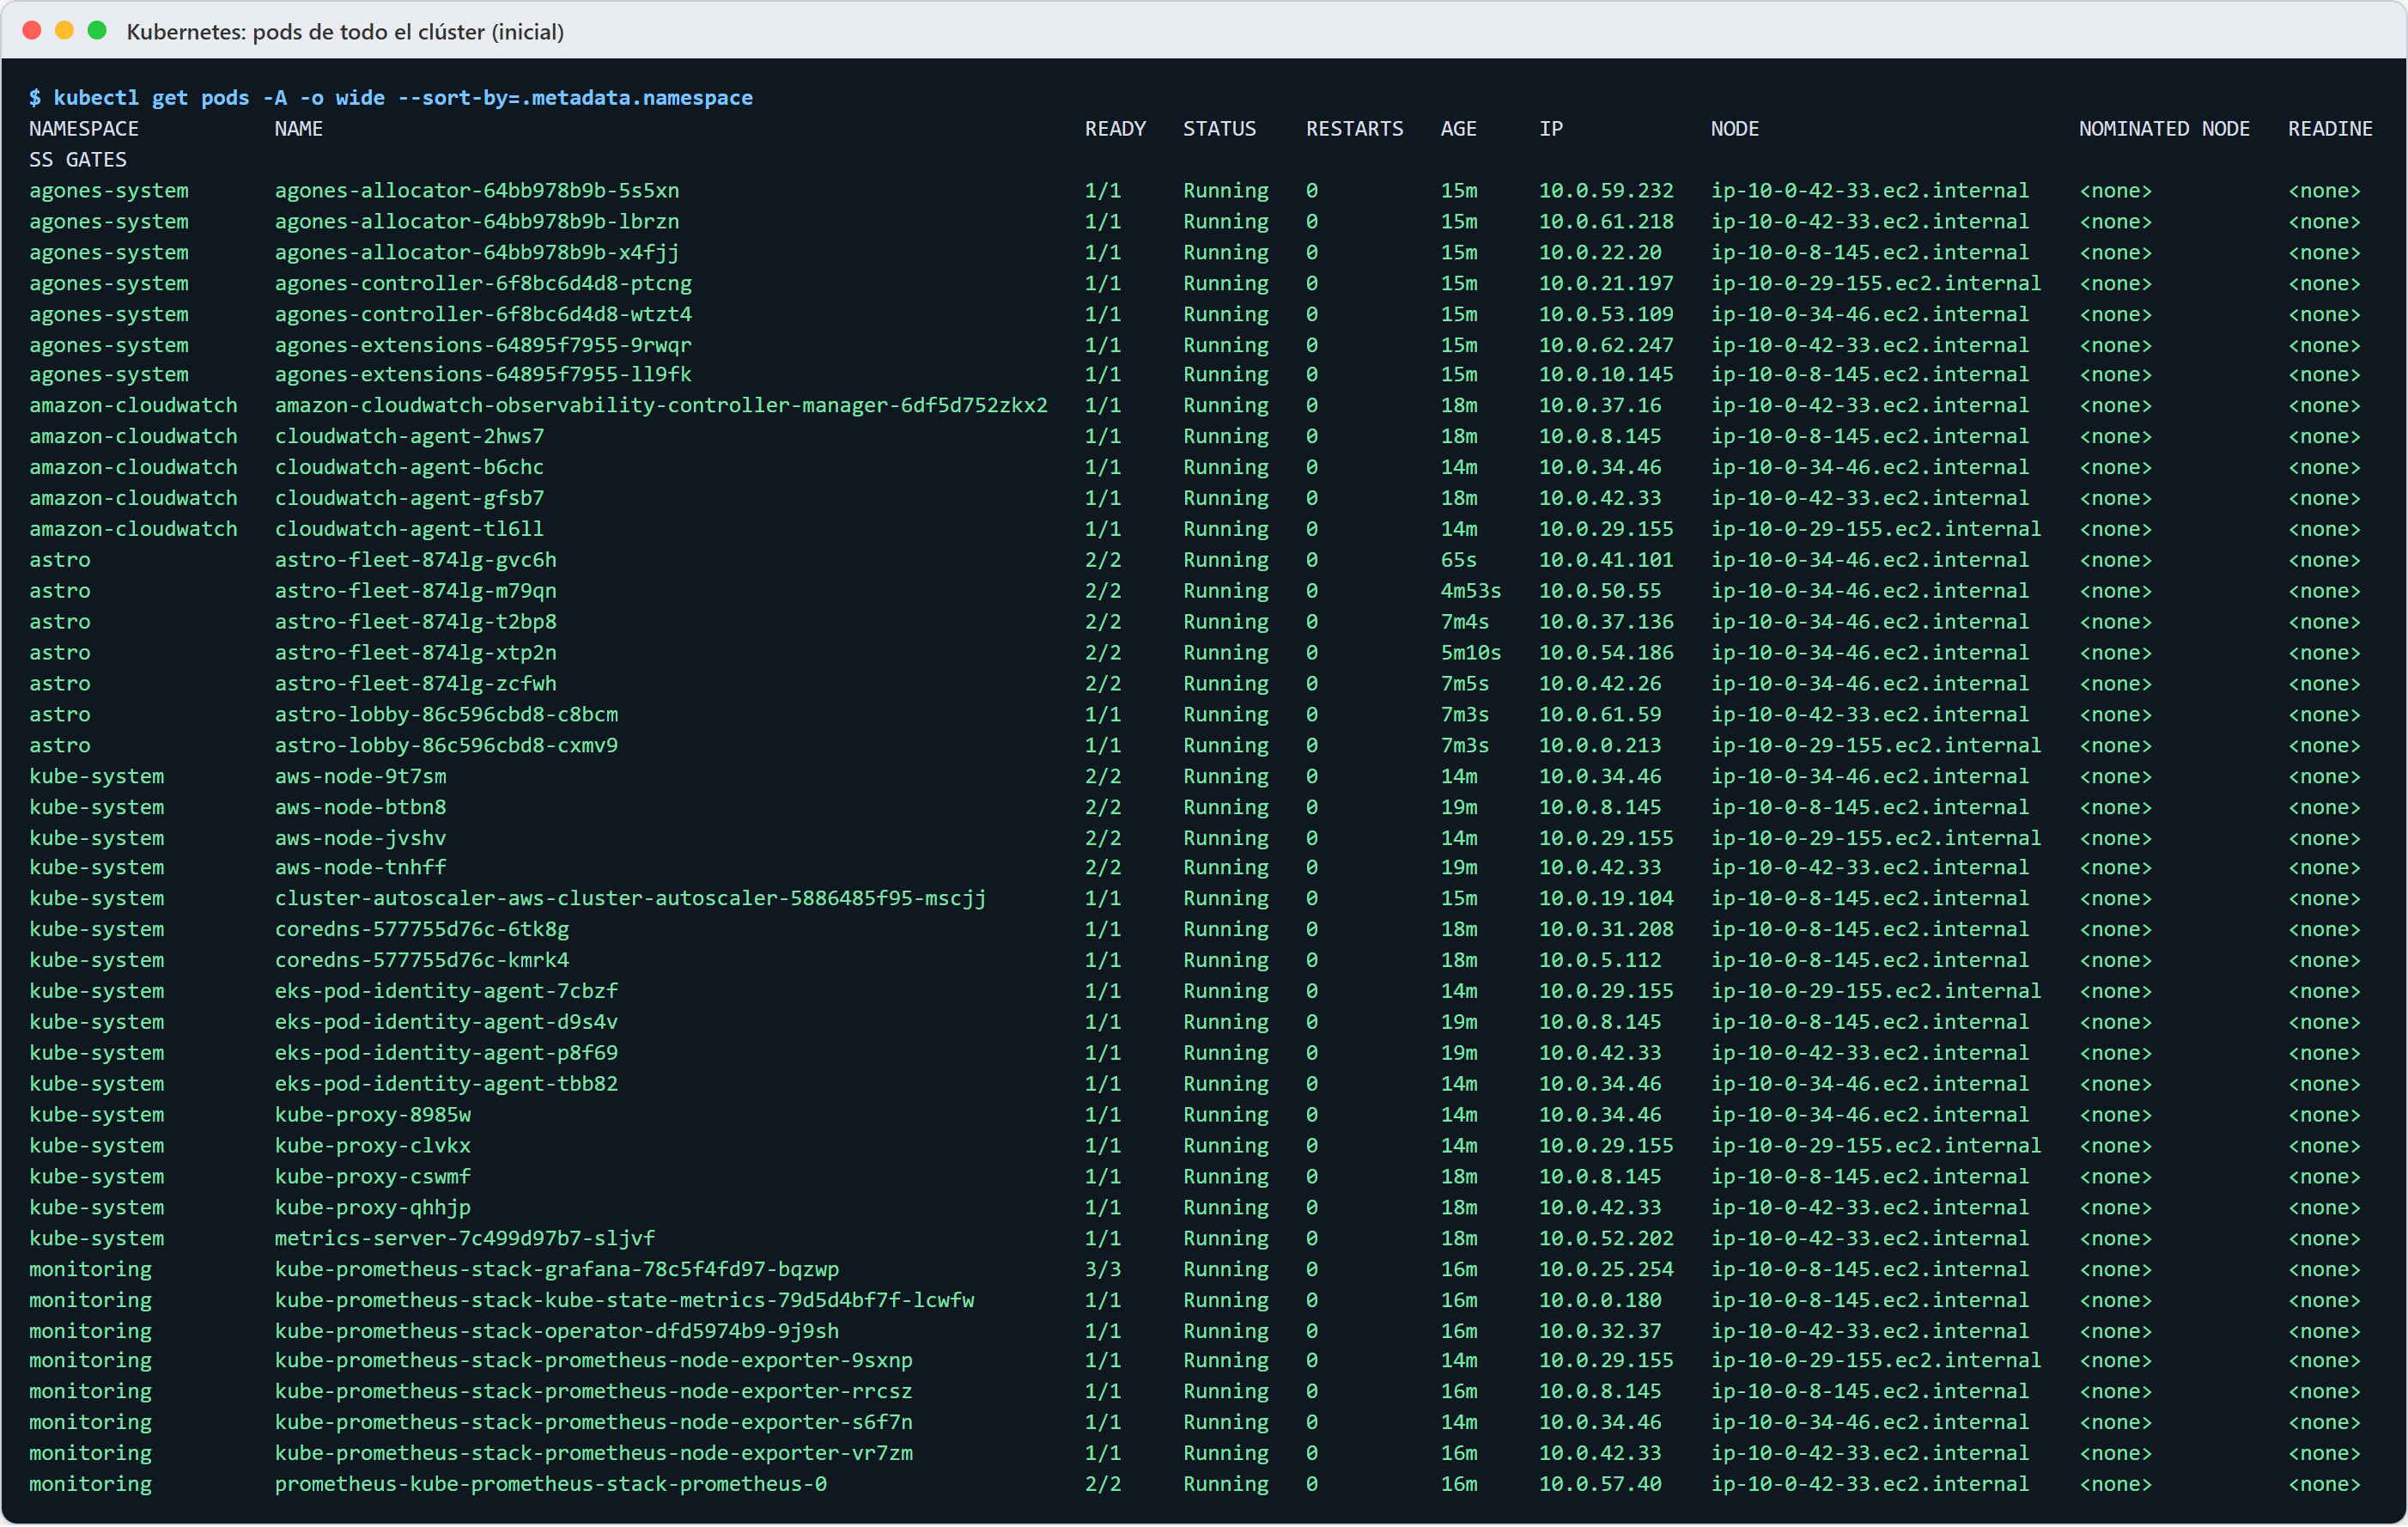 Kubernetes: pods de todo el clúster (inicial)
$ kubectl get pods -A -o wide --sort-by=.metadata.namespace
NAMESPACE NAME READY STATUS RESTARTS AGE IP NODE NOMINATED NODE READINE
SS GATES
agones-system agones-allocator-64bb978b9b-5s5xn 1/1 Running 0 15m 10.0.59.232 ip-10-0-42-33.ec2.internal <none> <none>
agones-system agones-allocator-64bb978b9b-lbrzn 1/1 Running 0 15m 10.0.61.218 ip-10-0-42-33.ec2.internal <none> <none>
agones-system agones-allocator-64bb978b9b-x4fjj 1/1 Running 0 15m 10.0.22.20 ip-10-0-8-145.ec2.internal <none> <none>
agones-system agones-controller-6f8bc6d4d8-ptcng 1/1 Running 0 15m 10.0.21.197 ip-10-0-29-155.ec2.internal <none> <none>
agones-system agones-controller-6f8bc6d4d8-wtzt4 1/1 Running 0 15m 10.0.53.109 ip-10-0-34-46.ec2.internal <none> <none>
agones-system agones-extensions-64895f7955-9rwqr 1/1 Running 0 15m 10.0.62.247 ip-10-0-42-33.ec2.internal <none> <none>
agones-system agones-extensions-64895f7955-ll9fk 1/1 Running 0 15m 10.0.10.145 ip-10-0-8-145.ec2.internal <none> <none>
amazon-cloudwatch amazon-cloudwatch-observability-controller-manager-6df5d752zkx2 1/1 Running 0 18m 10.0.37.16 ip-10-0-42-33.ec2.internal <none> <none>
amazon-cloudwatch cloudwatch-agent-2hws7 1/1 Running 0 18m 10.0.8.145 ip-10-0-8-145.ec2.internal <none> <none>
amazon-cloudwatch cloudwatch-agent-b6chc 1/1 Running 0 14m 10.0.34.46 ip-10-0-34-46.ec2.internal <none> <none>
amazon-cloudwatch cloudwatch-agent-gfsb7 1/1 Running 0 18m 10.0.42.33 ip-10-0-42-33.ec2.internal <none> <none>
amazon-cloudwatch cloudwatch-agent-tl6ll 1/1 Running 0 14m 10.0.29.155 ip-10-0-29-155.ec2.internal <none> <none>
astro astro-fleet-874lg-gvc6h 2/2 Running 0 65s 10.0.41.101 ip-10-0-34-46.ec2.internal <none> <none>
astro astro-fleet-874lg-m79qn 2/2 Running 0 4m53s 10.0.50.55 ip-10-0-34-46.ec2.internal <none> <none>
astro astro-fleet-874lg-t2bp8 2/2 Running 0 7m4s 10.0.37.136 ip-10-0-34-46.ec2.internal <none> <none>
astro astro-fleet-874lg-xtp2n 2/2 Running 0 5m10s 10.0.54.186 ip-10-0-34-46.ec2.internal <none> <none>
astro astro-fleet-874lg-zcfwh 2/2 Running 0 7m5s 10.0.42.26 ip-10-0-34-46.ec2.internal <none> <none>
astro astro-lobby-86c596cbd8-c8bcm 1/1 Running 0 7m3s 10.0.61.59 ip-10-0-42-33.ec2.internal <none> <none>
astro astro-lobby-86c596cbd8-cxmv9 1/1 Running 0 7m3s 10.0.0.213 ip-10-0-29-155.ec2.internal <none> <none>
kube-system aws-node-9t7sm 2/2 Running 0 14m 10.0.34.46 ip-10-0-34-46.ec2.internal <none> <none>
kube-system aws-node-btbn8 2/2 Running 0 19m 10.0.8.145 ip-10-0-8-145.ec2.internal <none> <none>
kube-system aws-node-jvshv 2/2 Running 0 14m 10.0.29.155 ip-10-0-29-155.ec2.internal <none> <none>
kube-system aws-node-tnhff 2/2 Running 0 19m 10.0.42.33 ip-10-0-42-33.ec2.internal <none> <none>
kube-system cluster-autoscaler-aws-cluster-autoscaler-5886485f95-mscjj 1/1 Running 0 15m 10.0.19.104 ip-10-0-8-145.ec2.internal <none> <none>
kube-system coredns-577755d76c-6tk8g 1/1 Running 0 18m 10.0.31.208 ip-10-0-8-145.ec2.internal <none> <none>
kube-system coredns-577755d76c-kmrk4 1/1 Running 0 18m 10.0.5.112 ip-10-0-8-145.ec2.internal <none> <none>
kube-system eks-pod-identity-agent-7cbzf 1/1 Running 0 14m 10.0.29.155 ip-10-0-29-155.ec2.internal <none> <none>
kube-system eks-pod-identity-agent-d9s4v 1/1 Running 0 19m 10.0.8.145 ip-10-0-8-145.ec2.internal <none> <none>
kube-system eks-pod-identity-agent-p8f69 1/1 Running 0 19m 10.0.42.33 ip-10-0-42-33.ec2.internal <none> <none>
kube-system eks-pod-identity-agent-tbb82 1/1 Running 0 14m 10.0.34.46 ip-10-0-34-46.ec2.internal <none> <none>
kube-system kube-proxy-8985w 1/1 Running 0 14m 10.0.34.46 ip-10-0-34-46.ec2.internal <none> <none>
kube-system kube-proxy-clvkx 1/1 Running 0 14m 10.0.29.155 ip-10-0-29-155.ec2.internal <none> <none>
kube-system kube-proxy-cswmf 1/1 Running 0 18m 10.0.8.145 ip-10-0-8-145.ec2.internal <none> <none>
kube-system kube-proxy-qhhjp 1/1 Running 0 18m 10.0.42.33 ip-10-0-42-33.ec2.internal <none> <none>
kube-system metrics-server-7c499d97b7-sljvf 1/1 Running 0 18m 10.0.52.202 ip-10-0-42-33.ec2.internal <none> <none>
monitoring kube-prometheus-stack-grafana-78c5f4fd97-bqzwp 3/3 Running 0 16m 10.0.25.254 ip-10-0-8-145.ec2.internal <none> <none>
monitoring kube-prometheus-stack-kube-state-metrics-79d5d4bf7f-lcwfw 1/1 Running 0 16m 10.0.0.180 ip-10-0-8-145.ec2.internal <none> <none>
monitoring kube-prometheus-stack-operator-dfd5974b9-9j9sh 1/1 Running 0 16m 10.0.32.37 ip-10-0-42-33.ec2.internal <none> <none>
monitoring kube-prometheus-stack-prometheus-node-exporter-9sxnp 1/1 Running 0 14m 10.0.29.155 ip-10-0-29-155.ec2.internal <none> <none>
monitoring kube-prometheus-stack-prometheus-node-exporter-rrcsz 1/1 Running 0 16m 10.0.8.145 ip-10-0-8-145.ec2.internal <none> <none>
monitoring kube-prometheus-stack-prometheus-node-exporter-s6f7n 1/1 Running 0 14m 10.0.34.46 ip-10-0-34-46.ec2.internal <none> <none>
monitoring kube-prometheus-stack-prometheus-node-exporter-vr7zm 1/1 Running 0 16m 10.0.42.33 ip-10-0-42-33.ec2.internal <none> <none>
monitoring prometheus-kube-prometheus-stack-prometheus-0 2/2 Running 0 16m 10.0.57.40 ip-10-0-42-33.ec2.internal <none> <none>